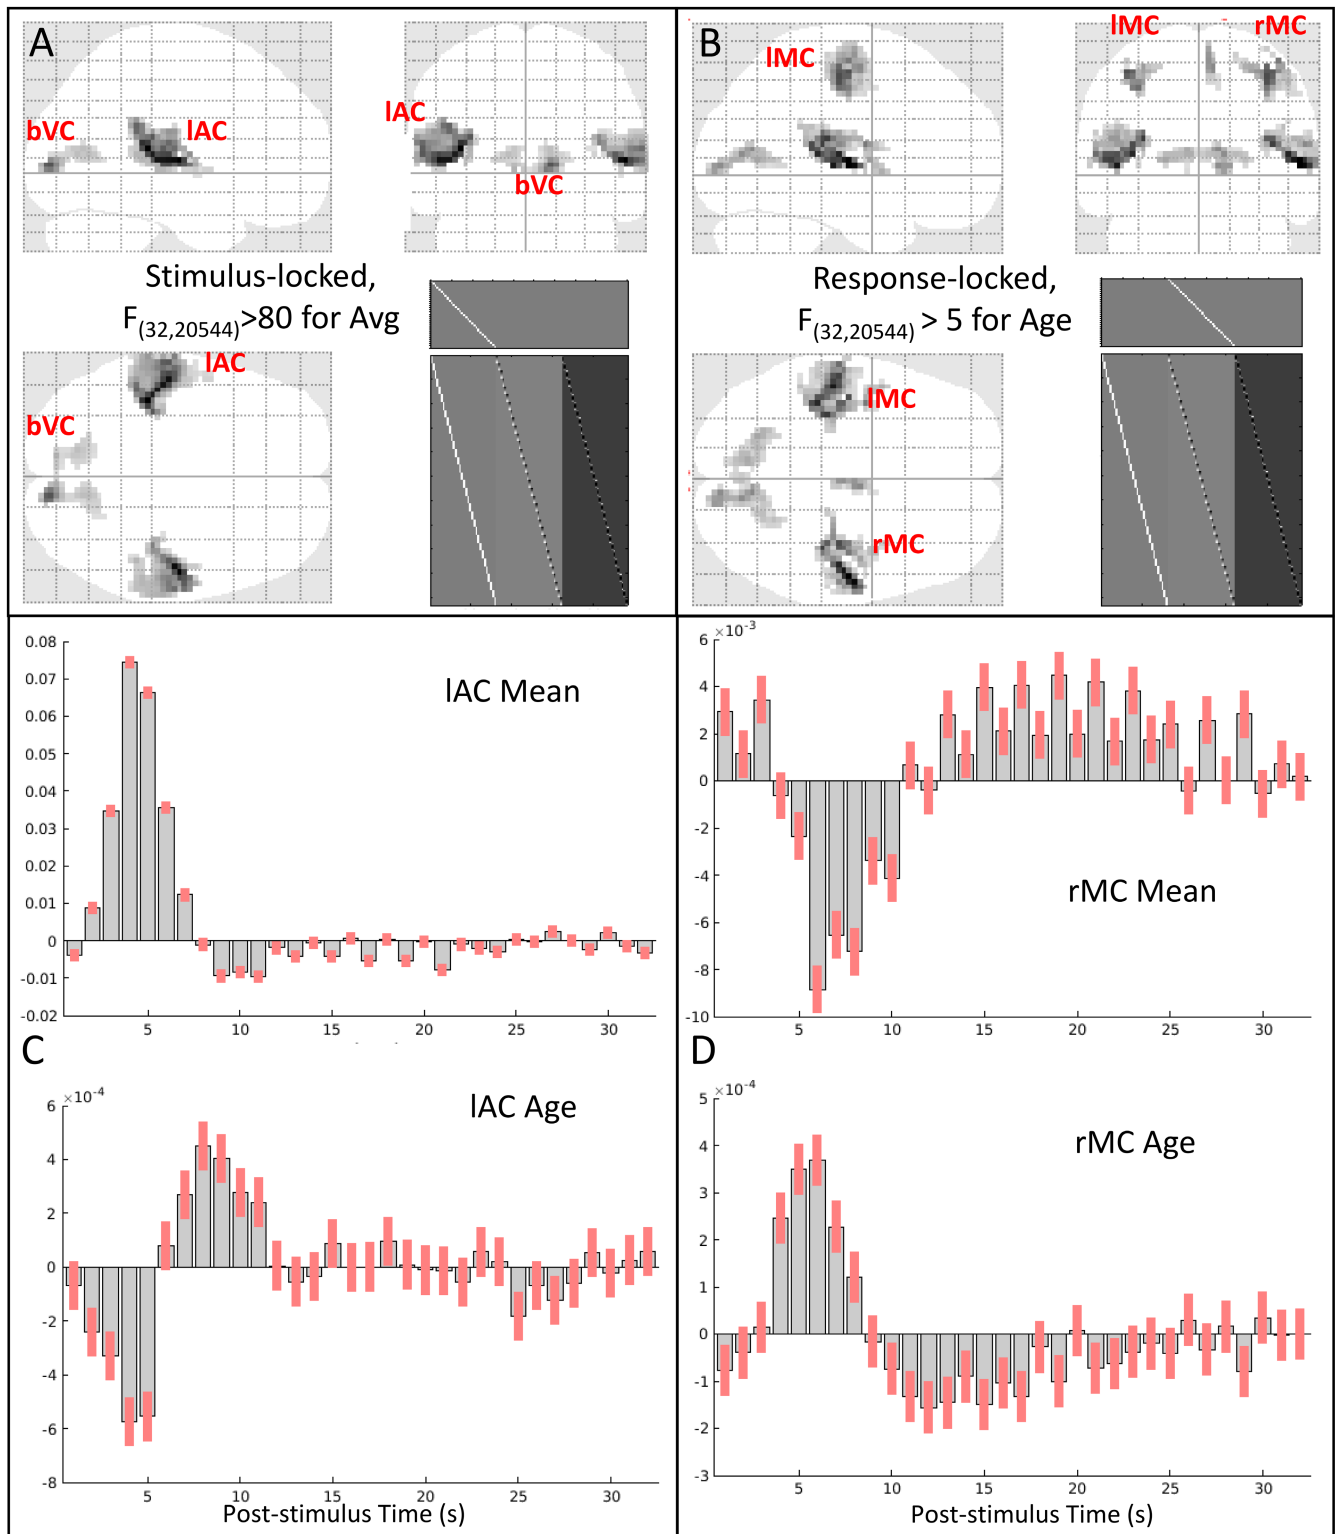 A
lAC
bVC
lAC
bVC
Stimulus-locked,
F(32,20544)>80 for Avg
lAC
bVC
B
lMC
lMC
rMC
Response-locked,
F(32,20544) > 5 for Age
lMC
rMC
lAC Mean
0.08
0.07
0.06
0.05
0.04
0.03
0.02
0.01
0
-0.01
-0.02
5 10 15 20 25 30
rMC Mean
×10-3
6
4
2
0
-2
-4
-6
-8
-10
5 10 15 20 25 30
C
lAC Age
×10-4
6
4
2
0
-2
-4
-6
-8
5 10 15 20 25 30
Post-stimulus Time (s)
D
rMC Age
×10-4
5
4
3
2
1
0
-1
-2
-3
5 10 15 20 25 30
Post-stimulus Time (s)